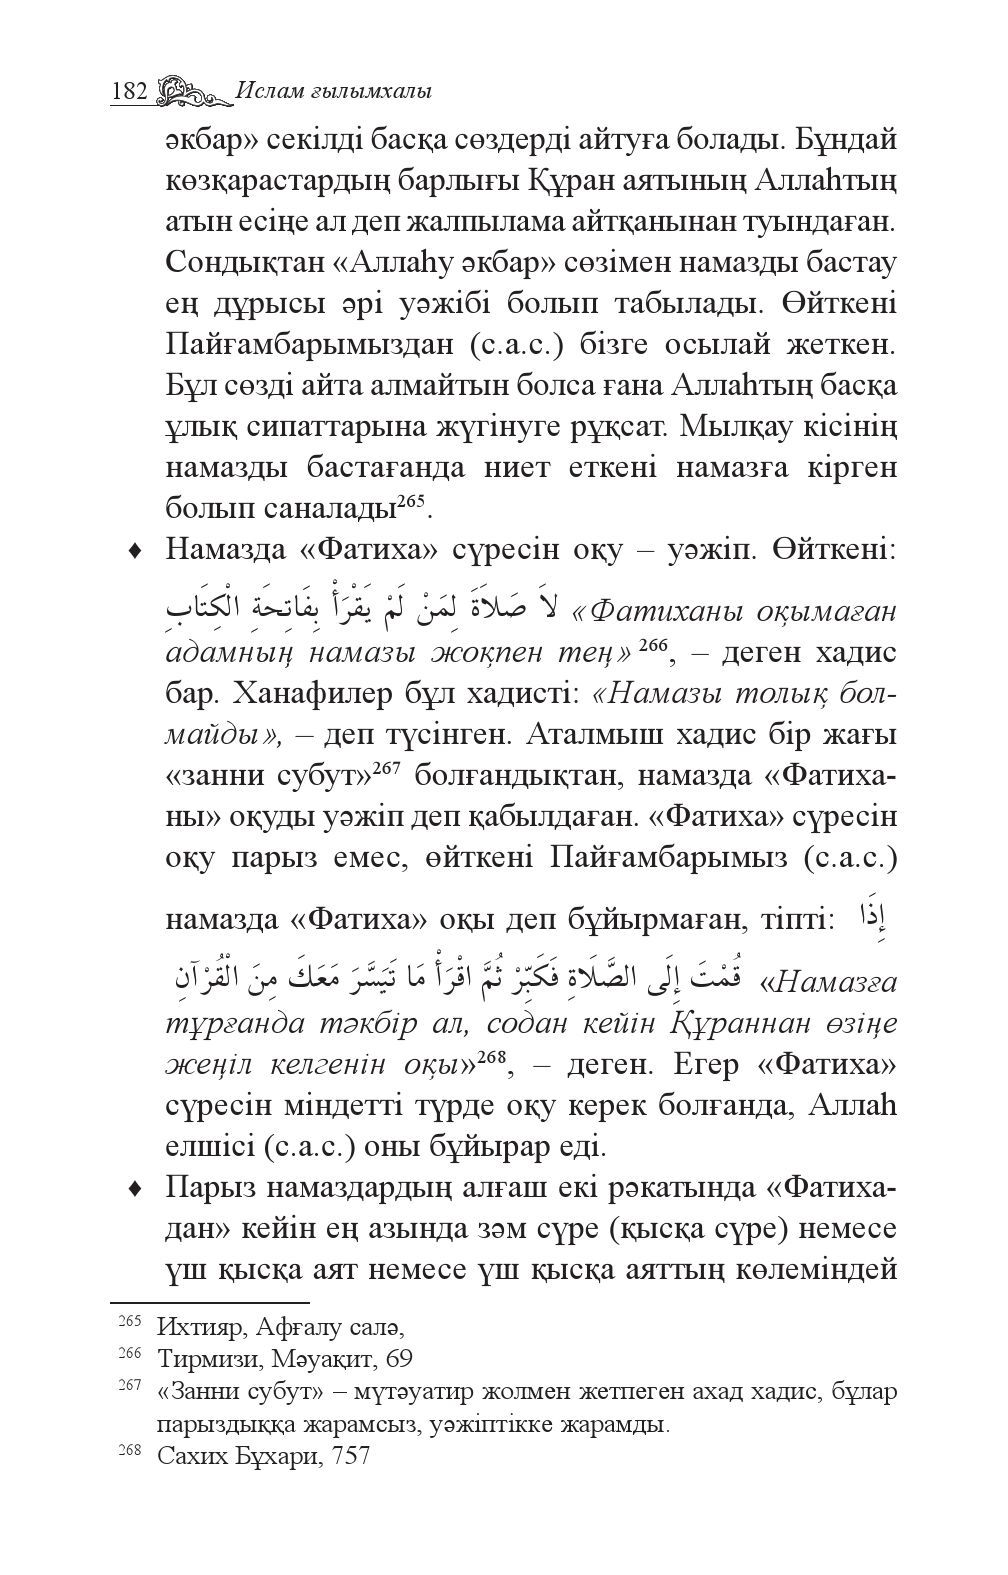 182 Ислам ғылымхалы
әкбар» секілді басқа сөздерді айтуға болады. Бұндай
көзқарастардың барлығы Құран аятының Аллаһтың
атын есіңе ал деп жалпылама айтқанынан туындаған.
Сондықтан «Аллаһу әкбар» сөзімен намазды бастау
ең дұрысы әрі уәжібі болып табылады. Өйткені
Пайғамбарымыздан (с.а.с.) бізге осылай жеткен.
Бұл сөзді айта алмайтын болса ғана Аллаһтың басқа
ұлық сипаттарына жүгінуге рұқсат. Мылқау кісінің
намазды бастағанда ниет еткені намазға кірген
болып саналады²⁶⁵.
♦ Намазда «Фатиха» сүресін оқу – уәжіп. Өйткені:
لاَ صَلاَةَ لِمَنْ لَمْ يَقْرَأْ بِفَاتِحَةِ الْكِتَابِ «Фатиханы оқымаған
адамның намазы жоқпен тең»²⁶⁶, – деген хадис
бар. Ханафилер бұл хадисті: «Намазы толық бол-
майды», – деп түсінген. Аталмыш хадис бір жағы
«занни субут»²⁶⁷ болғандықтан, намазда «Фатиха-
ны» оқуды уәжіп деп қабылдаған. «Фатиха» сүресін
оқу парыз емес, өйткені Пайғамбарымыз (с.а.с.)
намазда «Фатиха» оқы деп бұйырмаған, тіпті: إِذَا
قُمْتَ إِلَى الصَّلَاةِ فَكَبِّرْ ثُمَّ اقْرَأْ مَا تَيَسَّرَ مَعَكَ مِنَ الْقُرْآنِ «Намазға
тұрғанда тәкбір ал, содан кейін Құраннан өзіңе
жеңіл келгенін оқы»²⁶⁸, – деген. Егер «Фатиха»
сүресін міндетті түрде оқу керек болғанда, Аллаһ
елшісі (с.а.с.) оны бұйырар еді.
♦ Парыз намаздардың алғаш екі рәкатында «Фатиха-
дан» кейін ең азында зәм сүре (қысқа сүре) немесе
үш қысқа аят немесе үш қысқа аяттың көлеміндей
²⁶⁵ Ихтияр, Афғалу салә,
²⁶⁶ Тирмизи, Мәуақит, 69
²⁶⁷ «Занни субут» – мүтәуатир жолмен жетпеген ахад хадис, бұлар
парыздыққа жарамсыз, уәжіптікке жарамды.
²⁶⁸ Сахих Бұхари, 757